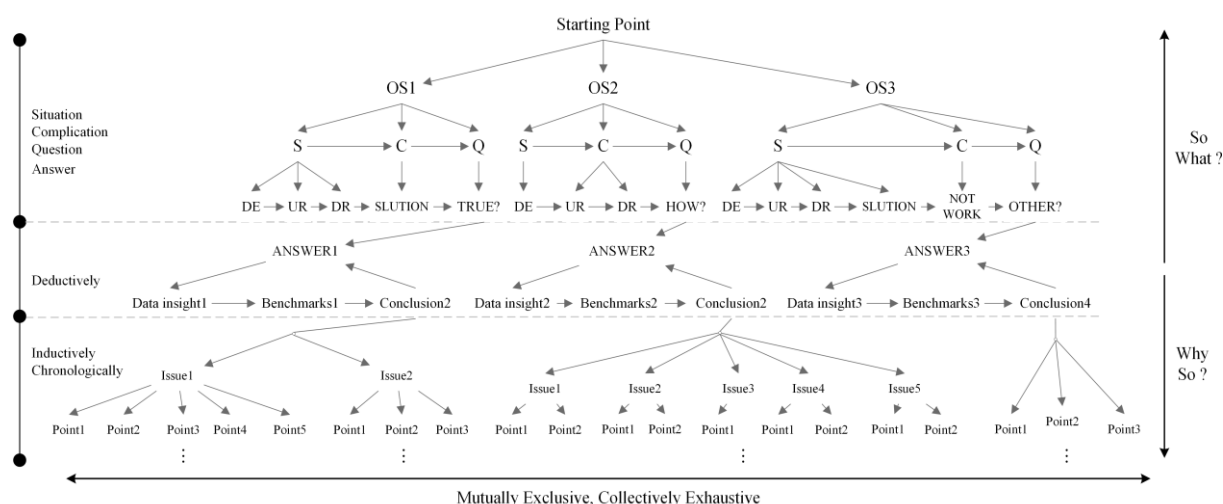 Starting Point
OS1 OS2 OS3
Situation
Complication
Question
Answer
S C Q S C Q S C Q
DE UR DR SLUTION TRUE? DE UR DR HOW? DE UR DR SLUTION NOT WORK OTHER?
So
What ?
ANSWER1 ANSWER2 ANSWER3
Deductively
Data insight1 Benchmarks1 Conclusion2 Data insight2 Benchmarks2 Conclusion2 Data insight3 Benchmarks3 Conclusion4
Inductively
Chronologically
Why
So ?
Issue1 Issue2 Issue1 Issue2 Issue3 Issue4 Issue5
Point1 Point2 Point3 Point4 Point5 Point1 Point2 Point3 Point1 Point2 Point1 Point2 Point1 Point1 Point2 Point1 Point2 Point1 Point2 Point3
Mutually Exclusive, Collectively Exhaustive